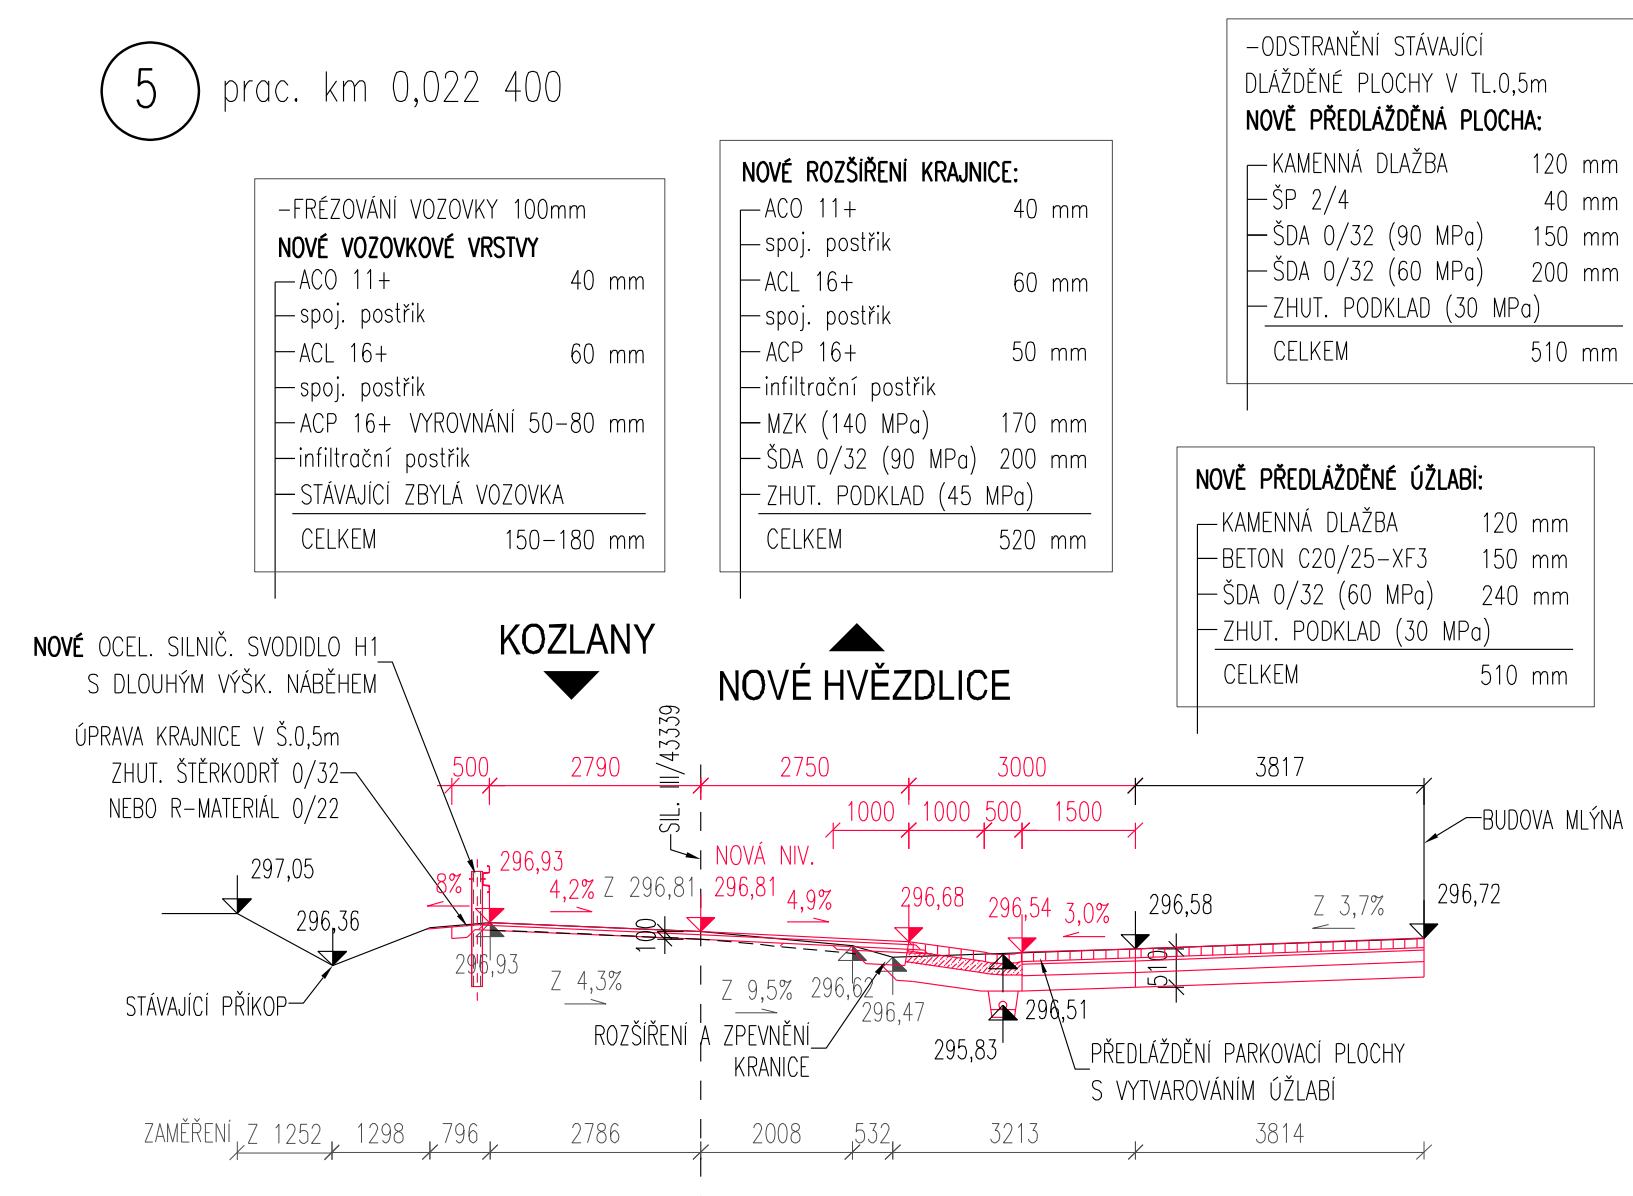 5
prac. km 0,022 400
-ODSTRANĚNÍ STÁVAJÍCÍ
DLÁŽDĚNÉ PLOCHY V TL.0,5m
NOVĚ PŘEDLÁŽDĚNÁ PLOCHA:
KAMENNÁ DLAŽBA 120 mm
ŠP 2/4 40 mm
ŠDA 0/32 (90 MPa) 150 mm
ŠDA 0/32 (60 MPa) 200 mm
ZHUT. PODKLAD (30 MPa)
CELKEM 510 mm
NOVÉ ROZŠÍŘENÍ KRAJNICE:
ACO 11+ 40 mm
spoj. postřik
ACL 16+ 60 mm
spoj. postřik
ACP 16+ 50 mm
infiltrační postřik
MZK (140 MPa) 170 mm
ŠDA 0/32 (90 MPa) 200 mm
ZHUT. PODKLAD (45 MPa)
CELKEM 520 mm
-FRÉZOVÁNÍ VOZOVKY 100mm
NOVÉ VOZOVKOVÉ VRSTVY
ACO 11+ 40 mm
spoj. postřik
ACL 16+ 60 mm
spoj. postřik
ACP 16+ VYROVNÁNÍ 50-80 mm
infiltrační postřik
STÁVAJÍCÍ ZBYLÁ VOZOVKA
CELKEM 150-180 mm
NOVĚ PŘEDLÁŽDĚNÉ ÚŽLABÍ:
KAMENNÁ DLAŽBA 120 mm
BETON C20/25-XF3 150 mm
ŠDA 0/32 (60 MPa) 240 mm
ZHUT. PODKLAD (30 MPa)
CELKEM 510 mm
NOVÉ OCEL. SILNIČ. SVODIDLO H1
S DLOUHÝM VÝŠK. NÁBĚHEM
KOZLANY
NOVÉ HVĚZDLICE
ÚPRAVA KRAJNICE V Š.0,5m
ZHUT. ŠTĚRKODRŤ 0/32
NEBO R-MATERIÁL 0/22
SIL. III/43339
500 2790 2750 3000 3817
1000 1000 500 1500
BUDOVA MLÝNA
NOVÁ NIV.
297,05
296,36
8%
296,93
4,2%
Z 296,81
296,81
4,9%
296,68
296,54
3,0%
296,58
Z 3,7%
296,72
100
510
296,93
Z 4,3%
Z 9,5%
296,62
296,47
296,51
295,83
STÁVAJÍCÍ PŘÍKOP
ROZŠÍŘENÍ A ZPEVNĚNÍ
KRANICE
PŘEDLÁŽDĚNÍ PARKOVACÍ PLOCHY
S VYTVAROVÁNÍM ÚŽLABÍ
ZAMĚŘENÍ Z 1252 1298 796 2786 2008 532 3213 3814